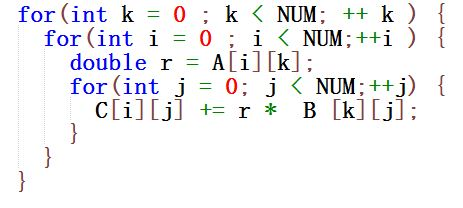 for(int k = 0 ; k < NUM; ++ k ) {
for(int i = 0 ; i < NUM;++i ) {
double r = A[i][k];
for(int j = 0; j < NUM;++j) {
C[i][j] += r * B [k][j];
}
}
}